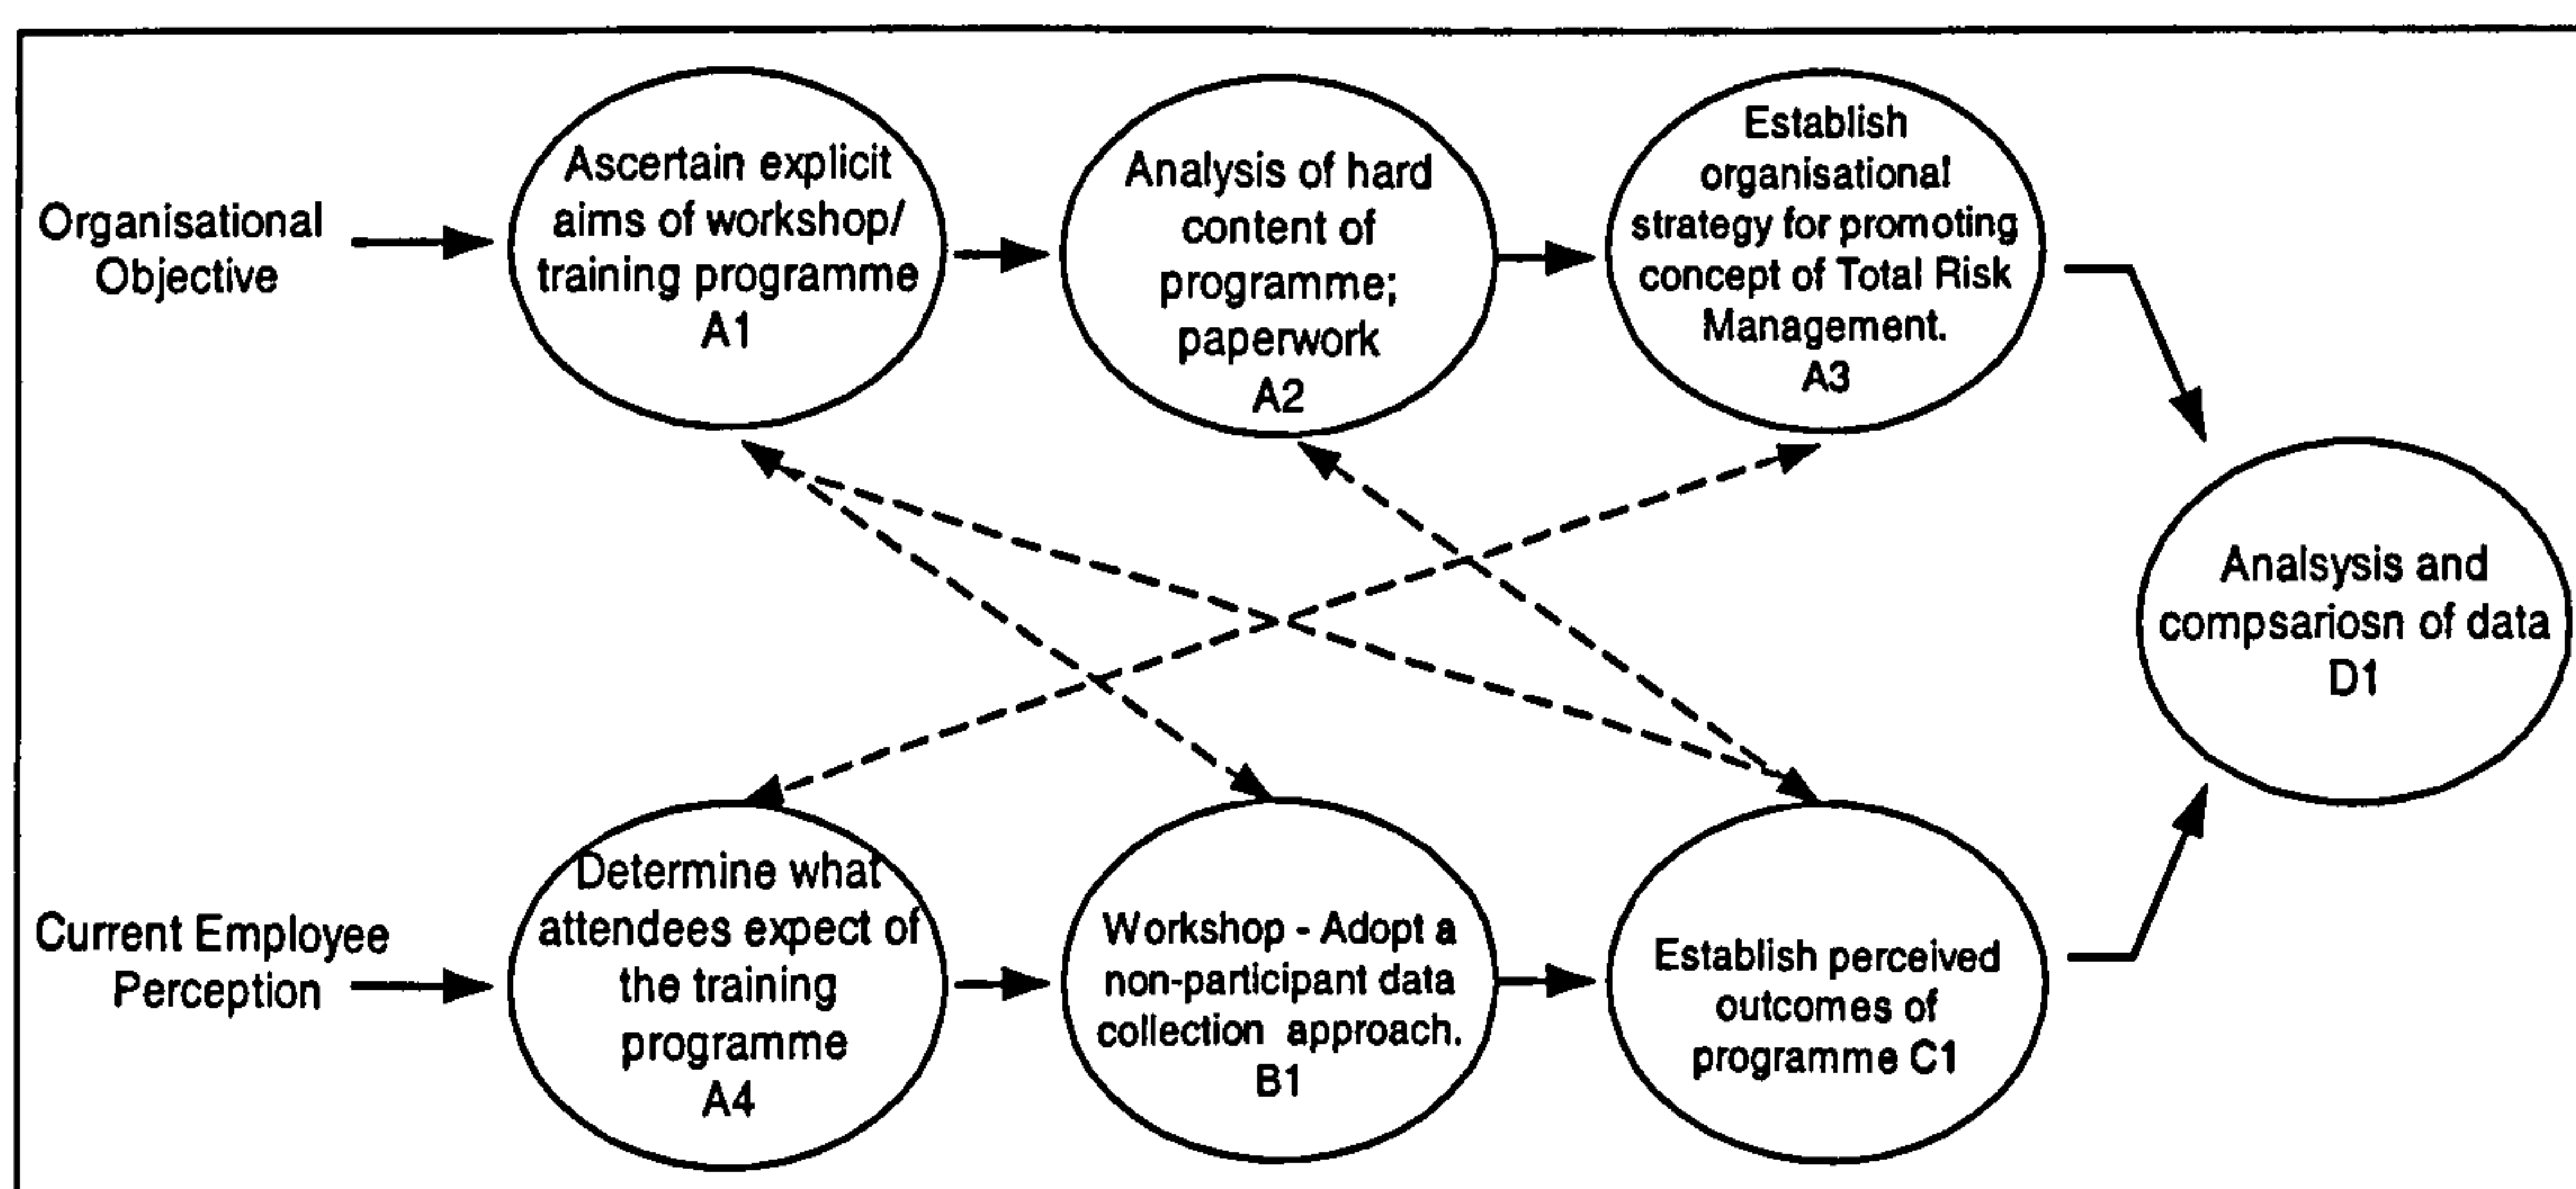 Organisational
Objective
Ascertain explicit
aims of workshop/
training programme
A1
Analysis of hard
content of
programme;
paperwork
A2
Establish
organisational
strategy for promoting
concept of Total Risk
Management.
A3
Analsysis and
compsariosn of data
D1
Current Employee
Perception
Determine what
attendees expect of
the training
programme
A4
Workshop - Adopt a
non-participant data
collection approach.
B1
Establish perceived
outcomes of
programme C1